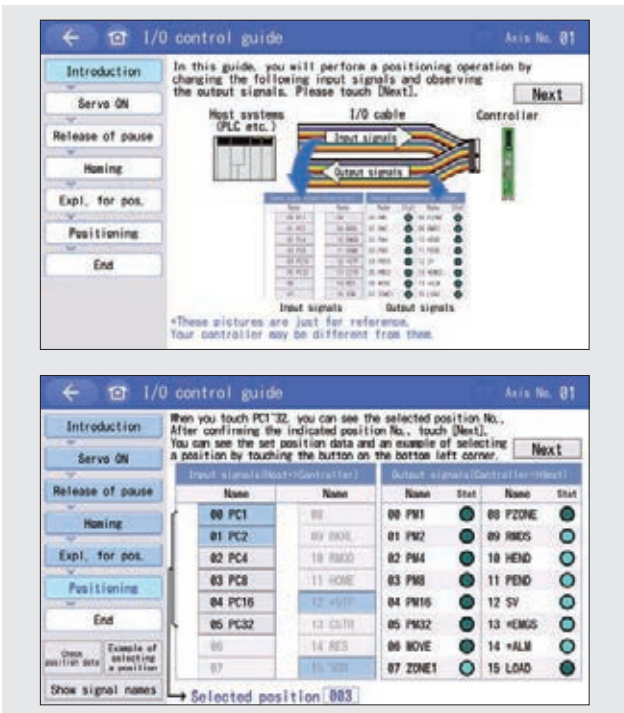 I/O control guide
Axis No. 01
Introduction
Servo ON
Release of pause
Homing
Expl. for pos.
Positioning
End
In this guide, you will perform a positioning operation by
changing the following input signals and observing
the output signals. Please touch [Next].
Next
Host systems
(PLC etc.)
I/O cable
Controller
Input signals
Output signals
Input signals
Output signals
*These pictures are just for reference.
Your controller may be different from them.
I/O control guide
Axis No. 01
Introduction
Servo ON
Release of pause
Homing
Expl. for pos.
Positioning
End
Check position data
Example of selecting a position
Show signal names
When you touch PC1~32, you can see the selected position No..
After confirming the indicated position No., touch [Next].
You can see the set position data and an example of selecting
a position by touching the button on the bottom left corner.
Next
Input signals(Host->Controller)
Output signals(Controller->Host)
Name Name Name Stat Name Stat
00 PC1 08 00 PM1 08 PZONE
01 PC2 09 BKRL 01 PM2 09 RMDS
02 PC4 10 RMOD 02 PM4 10 HEND
03 PC8 11 HOME 03 PM8 11 PEND
04 PC16 12 *STP 04 PM16 12 SV
05 PC32 13 CSTR 05 PM32 13 *EMGS
06 14 RES 06 MOVE 14 *ALM
07 15 SON 07 ZONE1 15 LOAD
Selected position 003